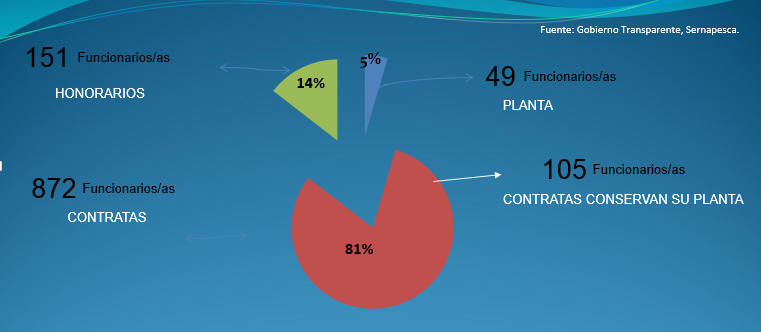 Fuente: Gobierno Transparente, Sernapesca.
151 Funcionarios/as
HONORARIOS
14%
5%
49 Funcionarios/as
PLANTA
872 Funcionarios/as
CONTRATAS
81%
105 Funcionarios/as
CONTRATAS CONSERVAN SU PLANTA